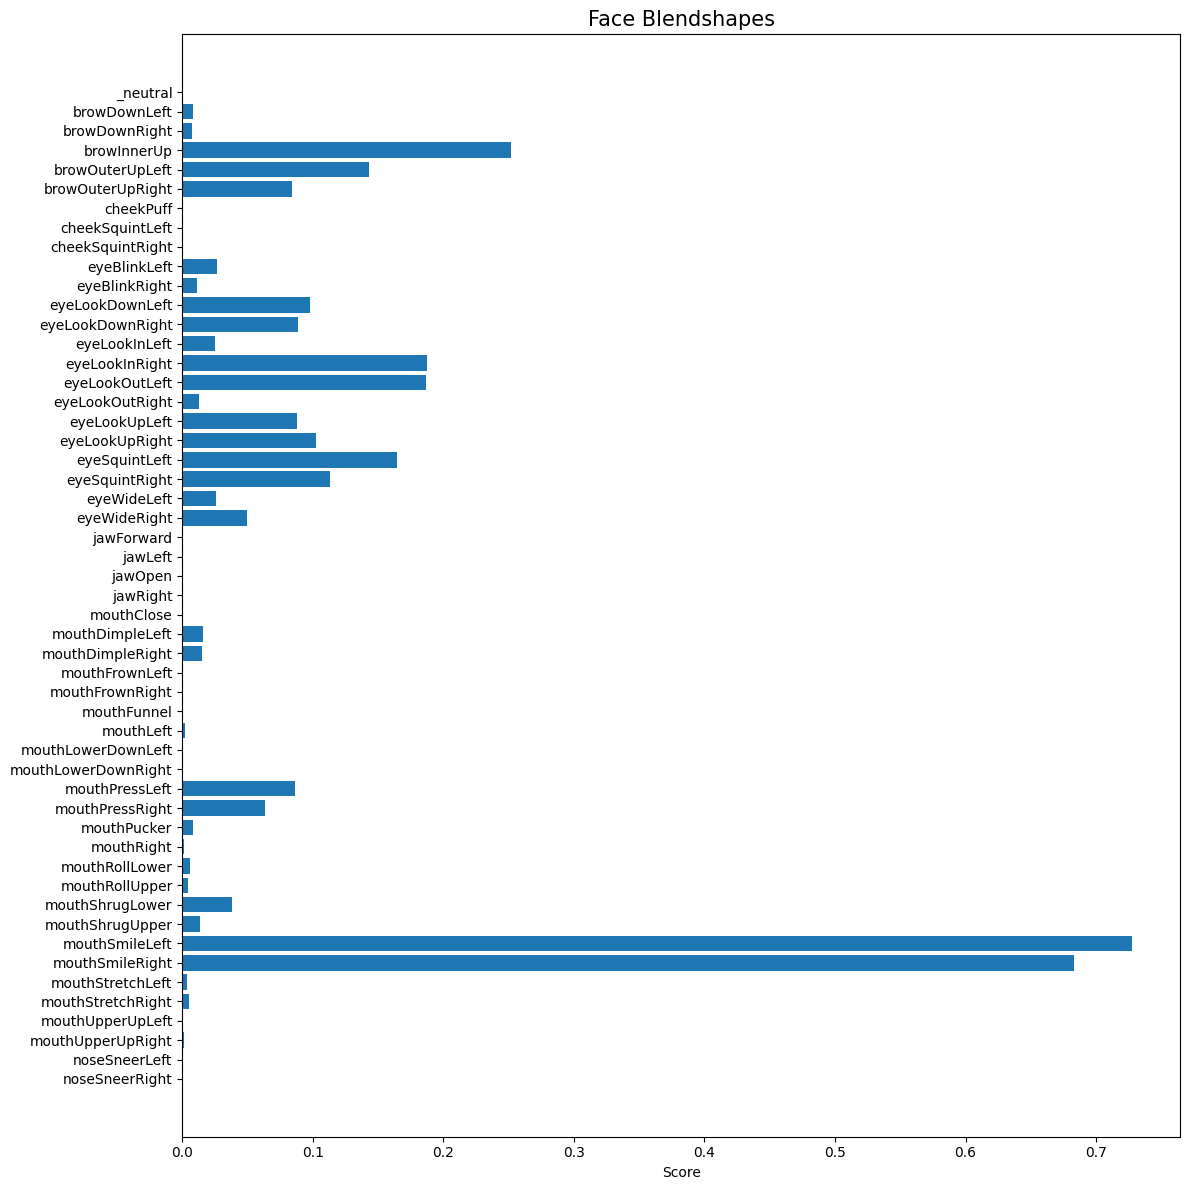 Face Blendshapes
_neutral
browDownLeft
browDownRight
browInnerUp
browOuterUpLeft
browOuterUpRight
cheekPuff
cheekSquintLeft
cheekSquintRight
eyeBlinkLeft
eyeBlinkRight
eyeLookDownLeft
eyeLookDownRight
eyeLookInLeft
eyeLookInRight
eyeLookOutLeft
eyeLookOutRight
eyeLookUpLeft
eyeLookUpRight
eyeSquintLeft
eyeSquintRight
eyeWideLeft
eyeWideRight
jawForward
jawLeft
jawOpen
jawRight
mouthClose
mouthDimpleLeft
mouthDimpleRight
mouthFrownLeft
mouthFrownRight
mouthFunnel
mouthLeft
mouthLowerDownLeft
mouthLowerDownRight
mouthPressLeft
mouthPressRight
mouthPucker
mouthRight
mouthRollLower
mouthRollUpper
mouthShrugLower
mouthShrugUpper
mouthSmileLeft
mouthSmileRight
mouthStretchLeft
mouthStretchRight
mouthUpperUpLeft
mouthUpperUpRight
noseSneerLeft
noseSneerRight
0.0 0.1 0.2 0.3 0.4 0.5 0.6 0.7
Score